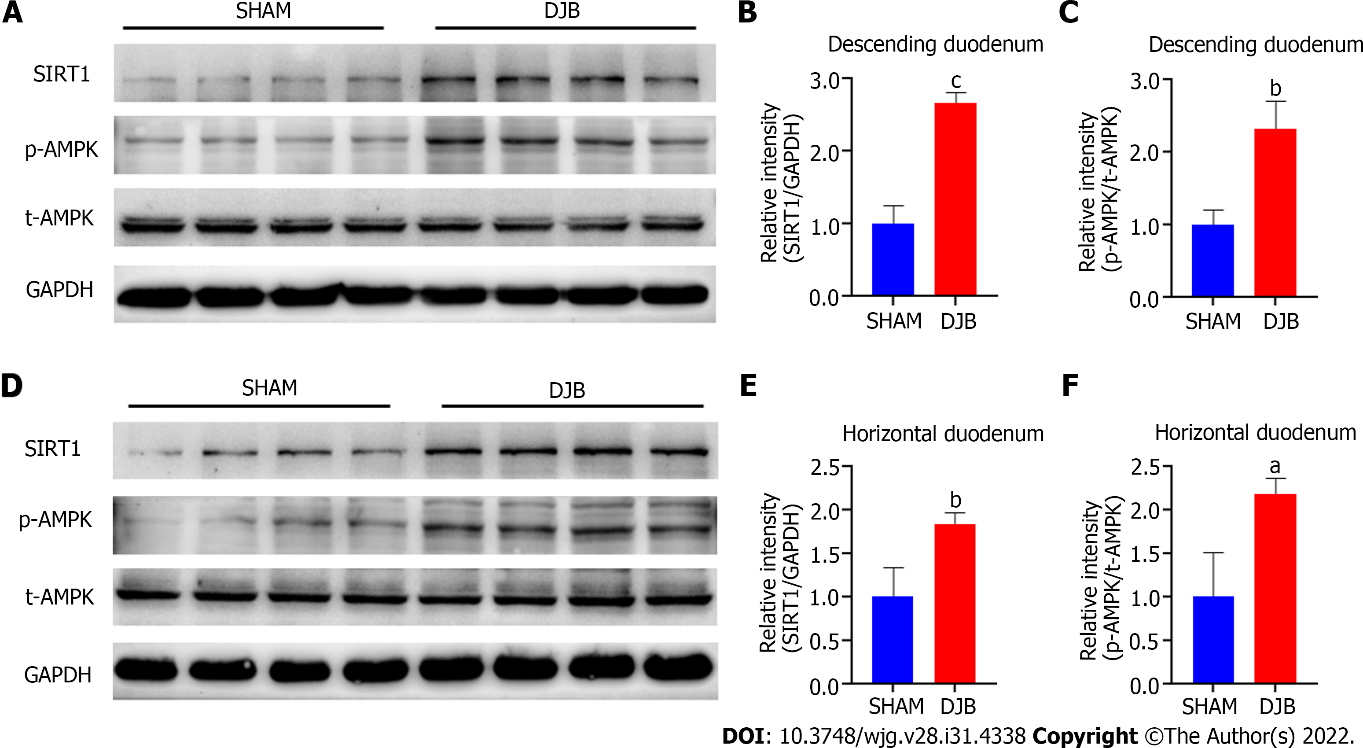 A
SHAM
DJB
SIRT1
p-AMPK
t-AMPK
GAPDH
B
Descending duodenum
Relative intensity
(SIRT1/GAPDH)
3.0
2.0
1.0
0.0
c
SHAM
DJB
C
Descending duodenum
Relative intensity
(p-AMPK/t-AMPK)
3.0
2.0
1.0
0.0
b
SHAM
DJB
D
SHAM
DJB
SIRT1
p-AMPK
t-AMPK
GAPDH
E
Horizontal duodenum
Relative intensity
(SIRT1/GAPDH)
2.5
2.0
1.5
1.0
0.5
0.0
b
SHAM
DJB
F
Horizontal duodenum
Relative intensity
(p-AMPK/t-AMPK)
2.5
2.0
1.5
1.0
0.5
0.0
a
SHAM
DJB
DOI: 10.3748/wjg.v28.i31.4338 Copyright ©The Author(s) 2022.